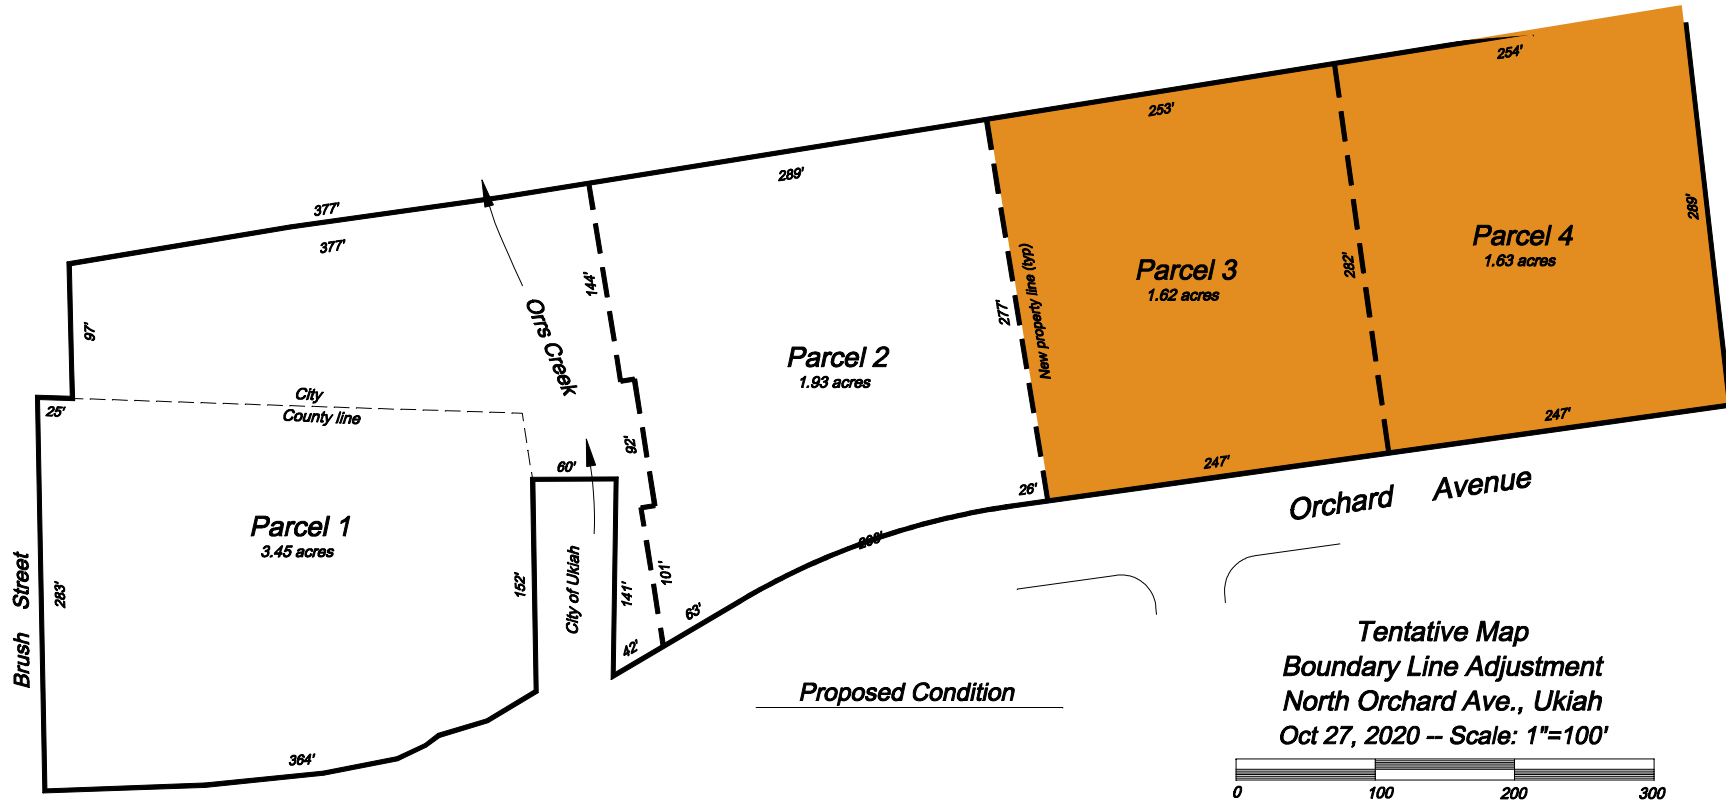 254'
253'
289'
377'
377'
289'
Parcel 4
1.63 acres
Parcel 3
1.62 acres
282'
New property line (typ)
277'
144'
Orrs Creek
97'
Parcel 2
1.93 acres
City
County line
25'
92'
60'
26'
247'
247'
Orchard Avenue
Parcel 1
3.45 acres
Brush Street
283'
152'
City of Ukiah
141'
101'
63'
42'
364'
Proposed Condition
Tentative Map
Boundary Line Adjustment
North Orchard Ave., Ukiah
Oct 27, 2020 -- Scale: 1"=100'
0 100 200 300